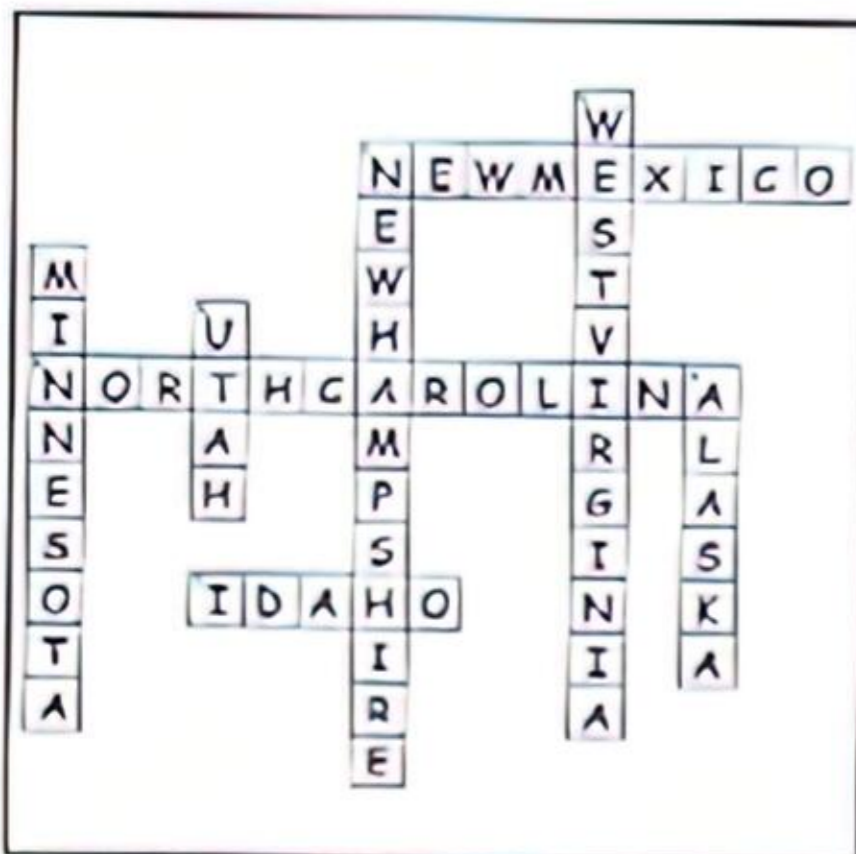 WESTVIRGINIA
NEWMEXICO
NEWHAMPSHIRE
MINNESOTA
UTAH
NORTHCAROLINA
ALASKA
IDAHO